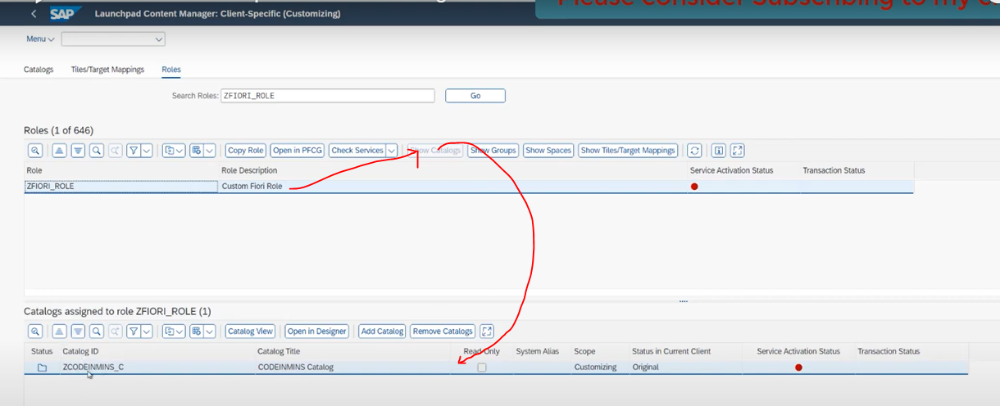 Please consider Subscribing to my
SAP Launchpad Content Manager: Client-Specific (Customizing)
Menu
Catalogs Tiles/Target Mappings Roles
Search Roles: ZFIORI_ROLE Go
Roles (1 of 646)
Copy Role Open in PFCG Check Services Show Catalogs Show Groups Show Spaces Show Tiles/Target Mappings
Role Role Description Service Activation Status Transaction Status
ZFIORI_ROLE Custom Fiori Role
Catalogs assigned to role ZFIORI_ROLE (1)
Catalog View Open in Designer Add Catalog Remove Catalogs
Status Catalog ID Catalog Title Read-Only System Alias Scope Status in Current Client Service Activation Status Transaction Status
ZCODEINMINS_C CODEINMINS Catalog Customizing Original